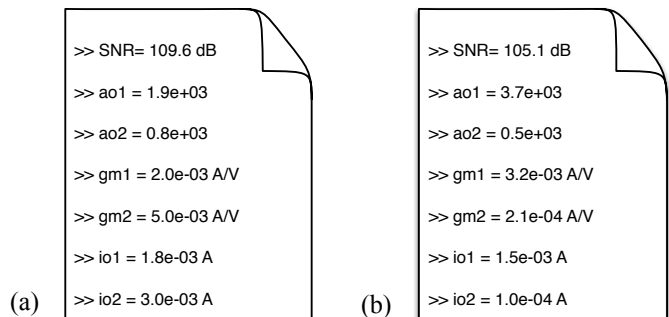 >> SNR= 109.6 dB
>> ao1 = 1.9e+03
>> ao2 = 0.8e+03
>> gm1 = 2.0e-03 A/V
>> gm2 = 5.0e-03 A/V
>> io1 = 1.8e-03 A
(a) >> io2 = 3.0e-03 A
>> SNR= 105.1 dB
>> ao1 = 3.7e+03
>> ao2 = 0.5e+03
>> gm1 = 3.2e-03 A/V
>> gm2 = 2.1e-04 A/V
>> io1 = 1.5e-03 A
(b) >> io2 = 1.0e-04 A